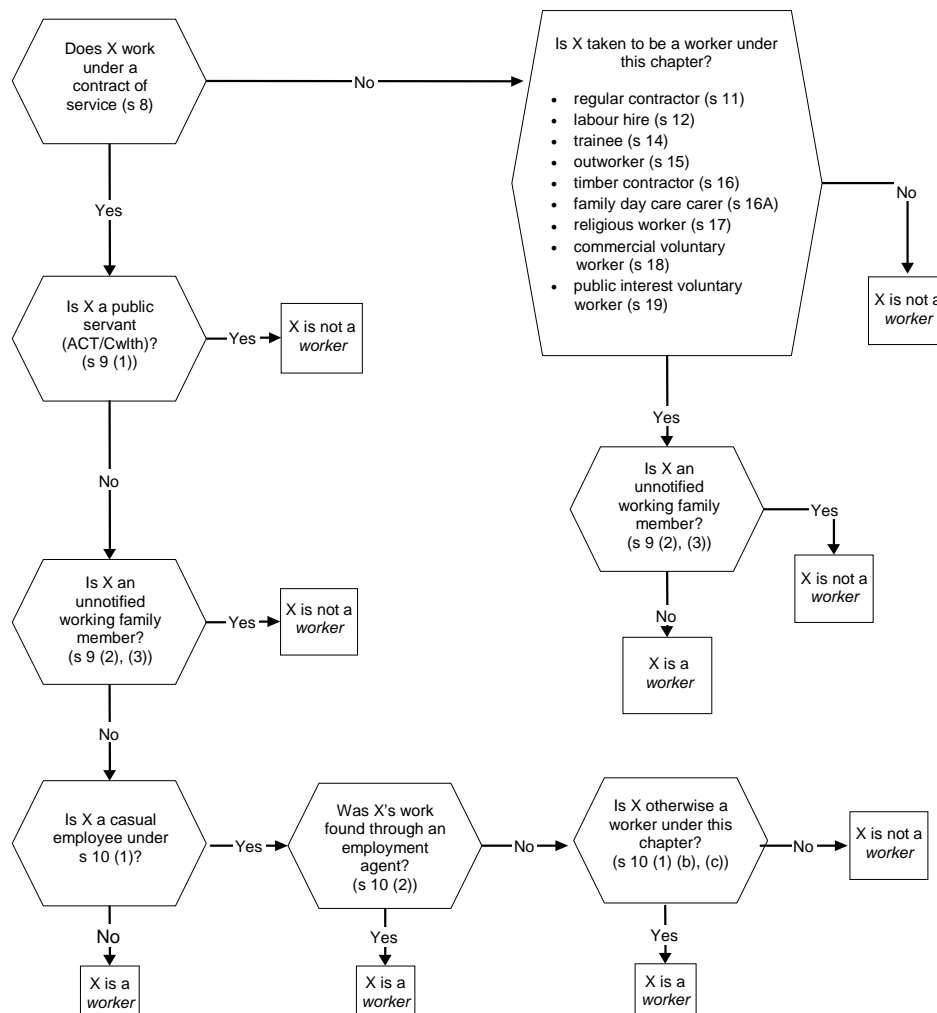 Does X work
under a
contract of
service (s 8)
No
Is X taken to be a worker under
this chapter?
• regular contractor (s 11)
• labour hire (s 12)
• trainee (s 14)
• outworker (s 15)
• timber contractor (s 16)
• family day care carer (s 16A)
• religious worker (s 17)
• commercial voluntary
worker (s 18)
• public interest voluntary
worker (s 19)
No
X is not a
worker
Yes
Is X a public
servant
(ACT/Cwlth)?
(s 9 (1))
Yes
X is not a
worker
Yes
Is X an
unnotified
working family
member?
(s 9 (2), (3))
Yes
X is not a
worker
No
X is a
worker
No
Is X an
unnotified
working family
member?
(s 9 (2), (3))
Yes
X is not a
worker
No
Is X a casual
employee under
s 10 (1)?
Yes
Was X's work
found through an
employment
agent?
(s 10 (2))
No
Is X otherwise a
worker under this
chapter?
(s 10 (1) (b), (c))
No
X is not a
worker
No
X is a
worker
Yes
X is a
worker
Yes
X is a
worker